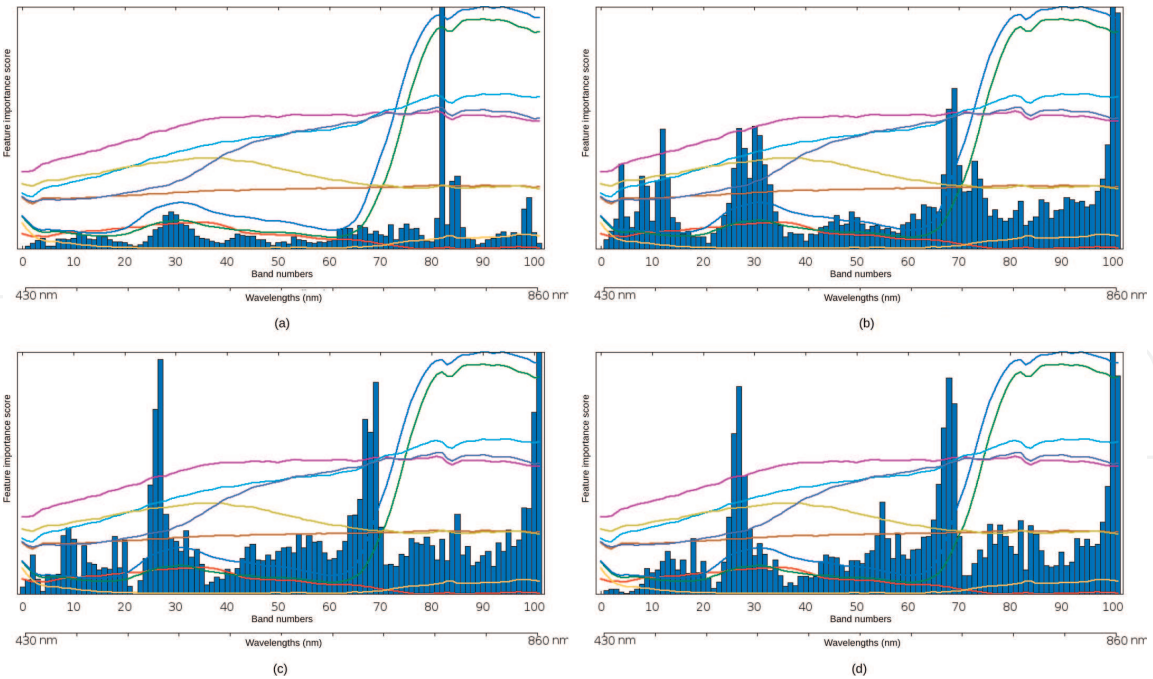 Feature importance score
0 10 20 30 40 50 60 70 80 90 100
Band numbers
430 nm 860 nm
Wavelengths (nm)
(a)
Feature importance score
0 10 20 30 40 50 60 70 80 90 100
Band numbers
430 nm 860 nm
Wavelengths (nm)
(b)
Feature importance score
0 10 20 30 40 50 60 70 80 90 100
Band numbers
430 nm 860 nm
Wavelengths (nm)
(c)
Feature importance score
0 10 20 30 40 50 60 70 80 90 100
Band numbers
430 nm 860 nm
Wavelengths (nm)
(d)